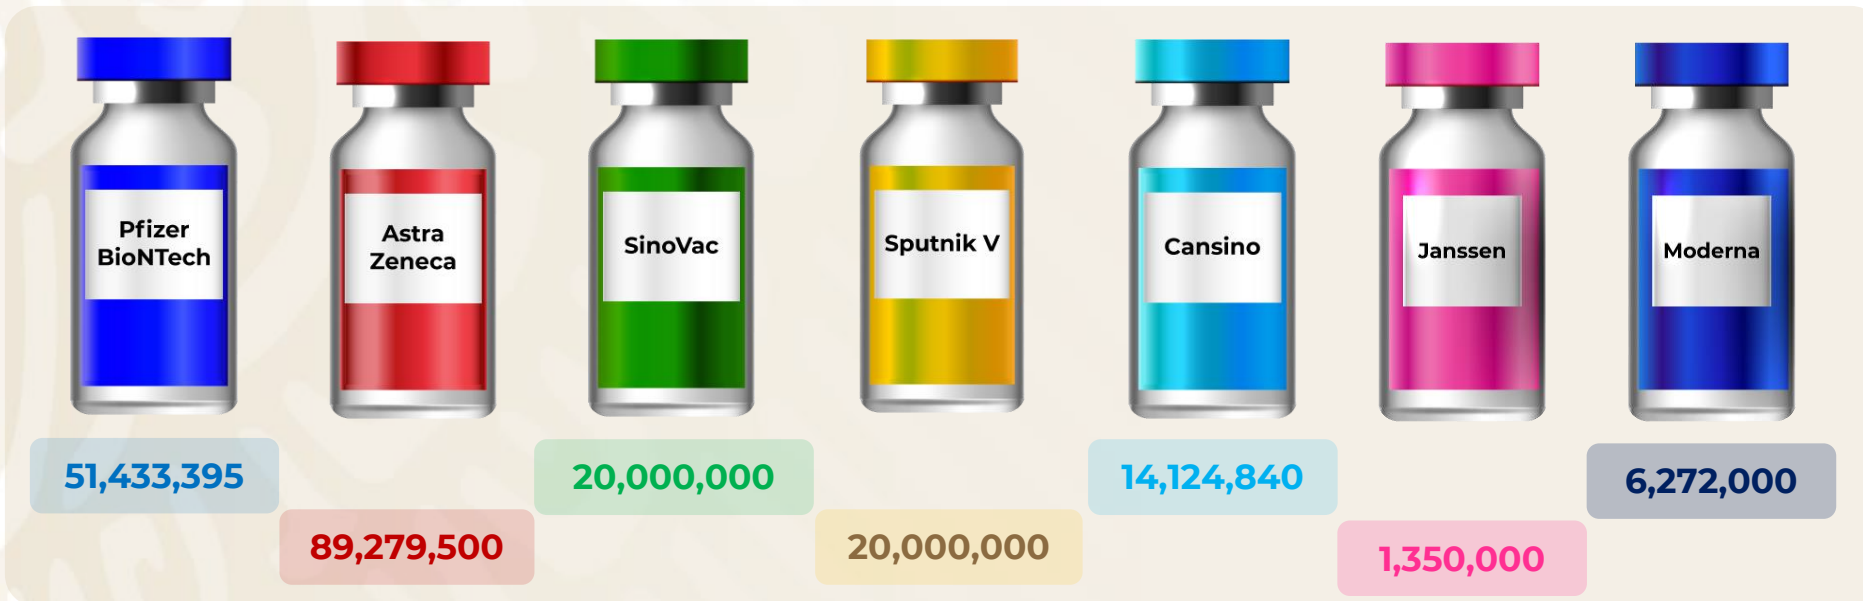 Pfizer
BioNTech
Astra
Zeneca
SinoVac
Sputnik V
Cansino
Janssen
Moderna
51,433,395
89,279,500
20,000,000
20,000,000
14,124,840
1,350,000
6,272,000